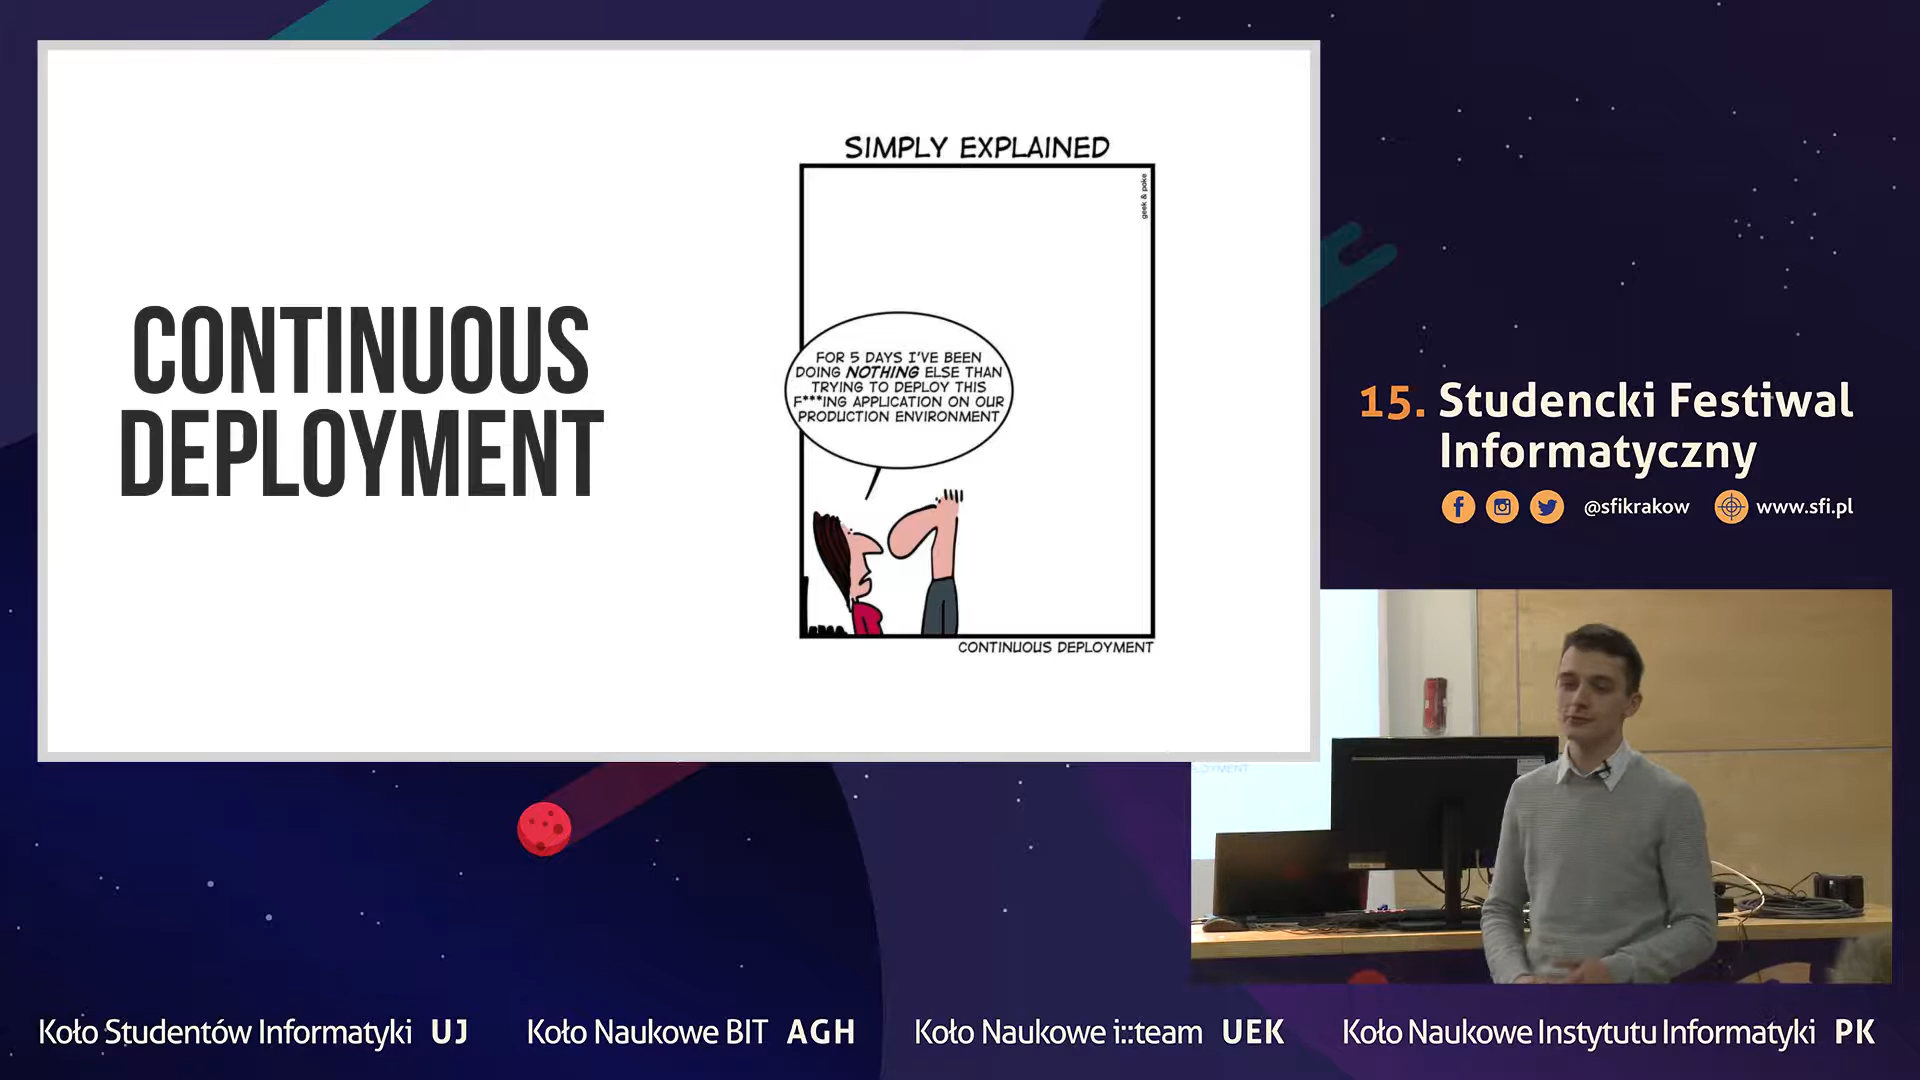 CONTINUOUS
DEPLOYMENT
SIMPLY EXPLAINED
geek & poke
FOR 5 DAYS I'VE BEEN
DOING NOTHING ELSE THAN
TRYING TO DEPLOY THIS
F***ING APPLICATION ON OUR
PRODUCTION ENVIRONMENT
CONTINUOUS DEPLOYMENT
15. Studencki Festiwal
Informatyczny
@sfikrakow www.sfi.pl
LOYMENT
Koło Studentów Informatyki UJ Koło Naukowe BIT AGH Koło Naukowe i::team UEK Koło Naukowe Instytutu Informatyki PK